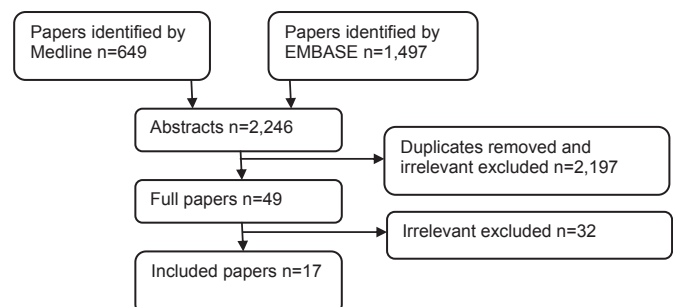 Papers identified by
Medline n=649
Papers identified by
EMBASE n=1,497
Abstracts n=2,246
Duplicates removed and
irrelevant excluded n=2,197
Full papers n=49
Irrelevant excluded n=32
Included papers n=17